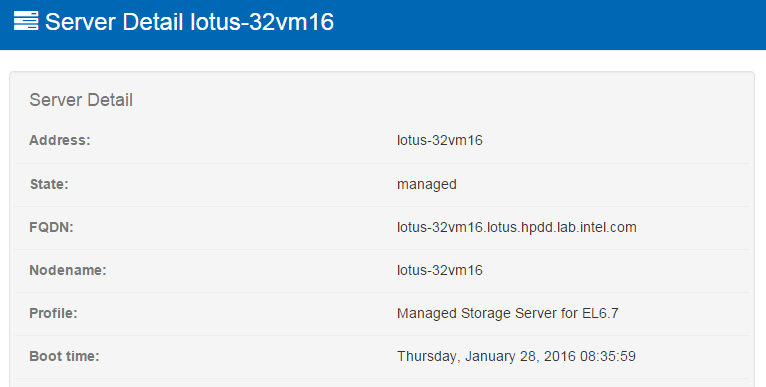 Server Detail lotus-32vm16
Server Detail
Address: lotus-32vm16
State: managed
FQDN: lotus-32vm16.lotus.hpdd.lab.intel.com
Nodename: lotus-32vm16
Profile: Managed Storage Server for EL6.7
Boot time: Thursday, January 28, 2016 08:35:59